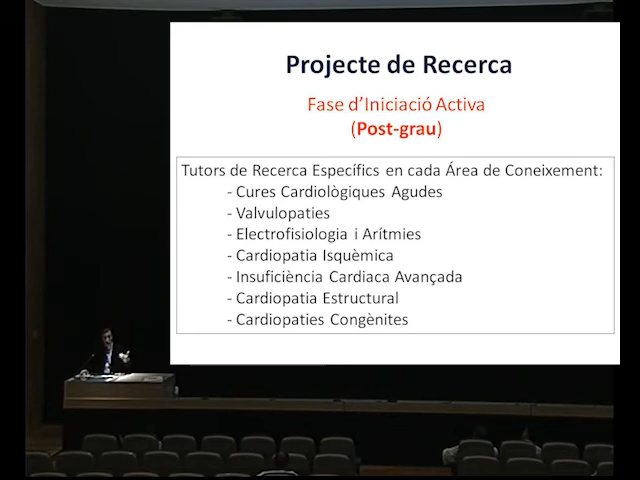 Projecte de Recerca
Fase d'Iniciació Activa
(Post-grau)
Tutors de Recerca Específics en cada Área de Coneixement:
- Cures Cardiològiques Agudes
- Valvulopaties
- Electrofisiologia i Arítmies
- Cardiopatia Isquèmica
- Insuficiència Cardiaca Avançada
- Cardiopatia Estructural
- Cardiopaties Congènites